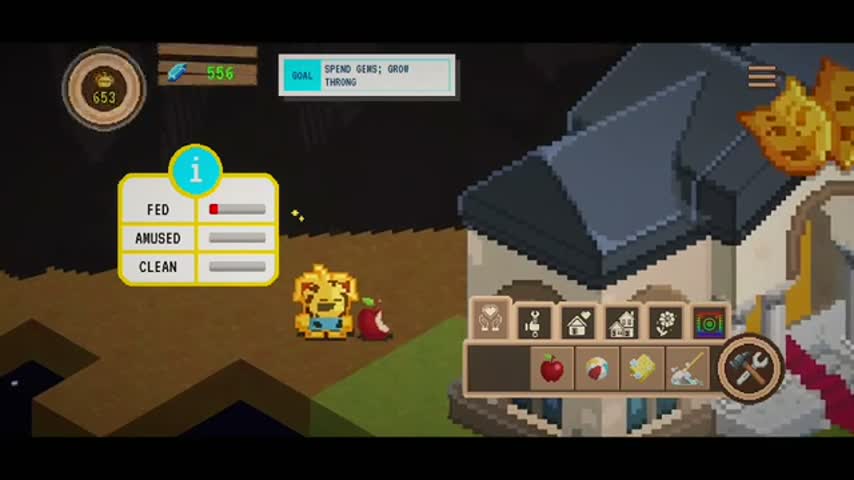 653
556
GOAL
SPEND GEMS; GROW
THRONG
i
FED
AMUSED
CLEAN